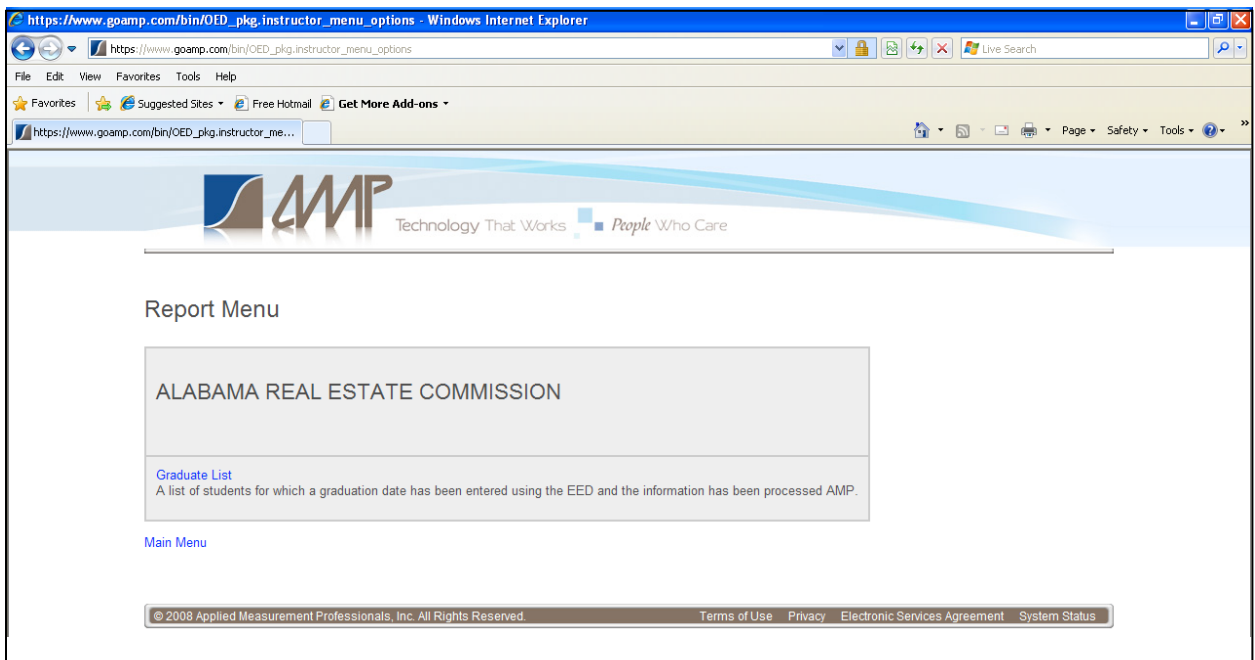 https://www.goamp.com/bin/OED_pkg.instructor_menu_options - Windows Internet Explorer
https://www.goamp.com/bin/OED_pkg.instructor_menu_options Live Search
File Edit View Favorites Tools Help
Favorites Suggested Sites Free Hotmail Get More Add-ons
https://www.goamp.com/bin/OED_pkg.instructor_me... Page Safety Tools »
AMP Technology That Works People Who Care
Report Menu
ALABAMA REAL ESTATE COMMISSION
Graduate List
A list of students for which a graduation date has been entered using the EED and the information has been processed AMP.
Main Menu
© 2008 Applied Measurement Professionals, Inc. All Rights Reserved. Terms of Use Privacy Electronic Services Agreement System Status